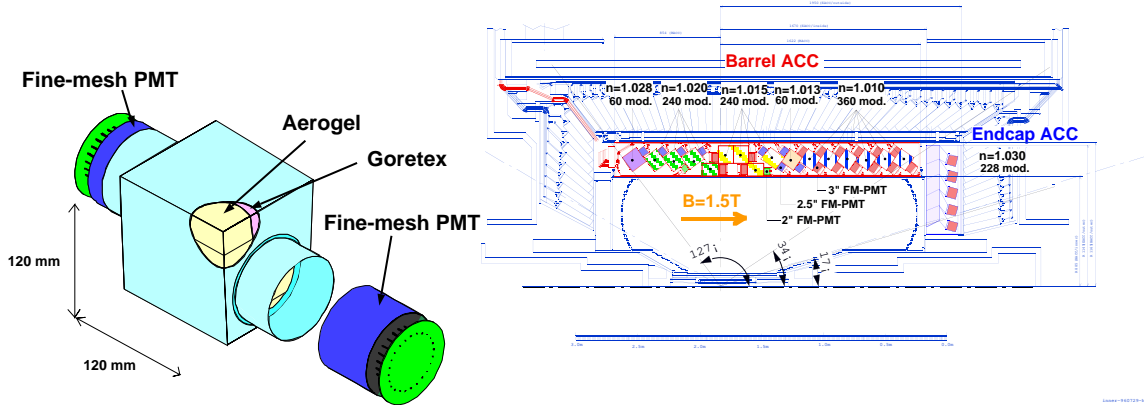 Fine-mesh PMT
Aerogel
Goretex
Fine-mesh PMT
120 mm
120 mm
Barrel ACC
n=1.028
60 mod.
n=1.020
240 mod.
n=1.015
240 mod.
n=1.013
60 mod.
n=1.010
360 mod.
Endcap ACC
n=1.030
228 mod.
3" FM-PMT
2.5" FM-PMT
2" FM-PMT
B=1.5T
127¡
34¡
17¡